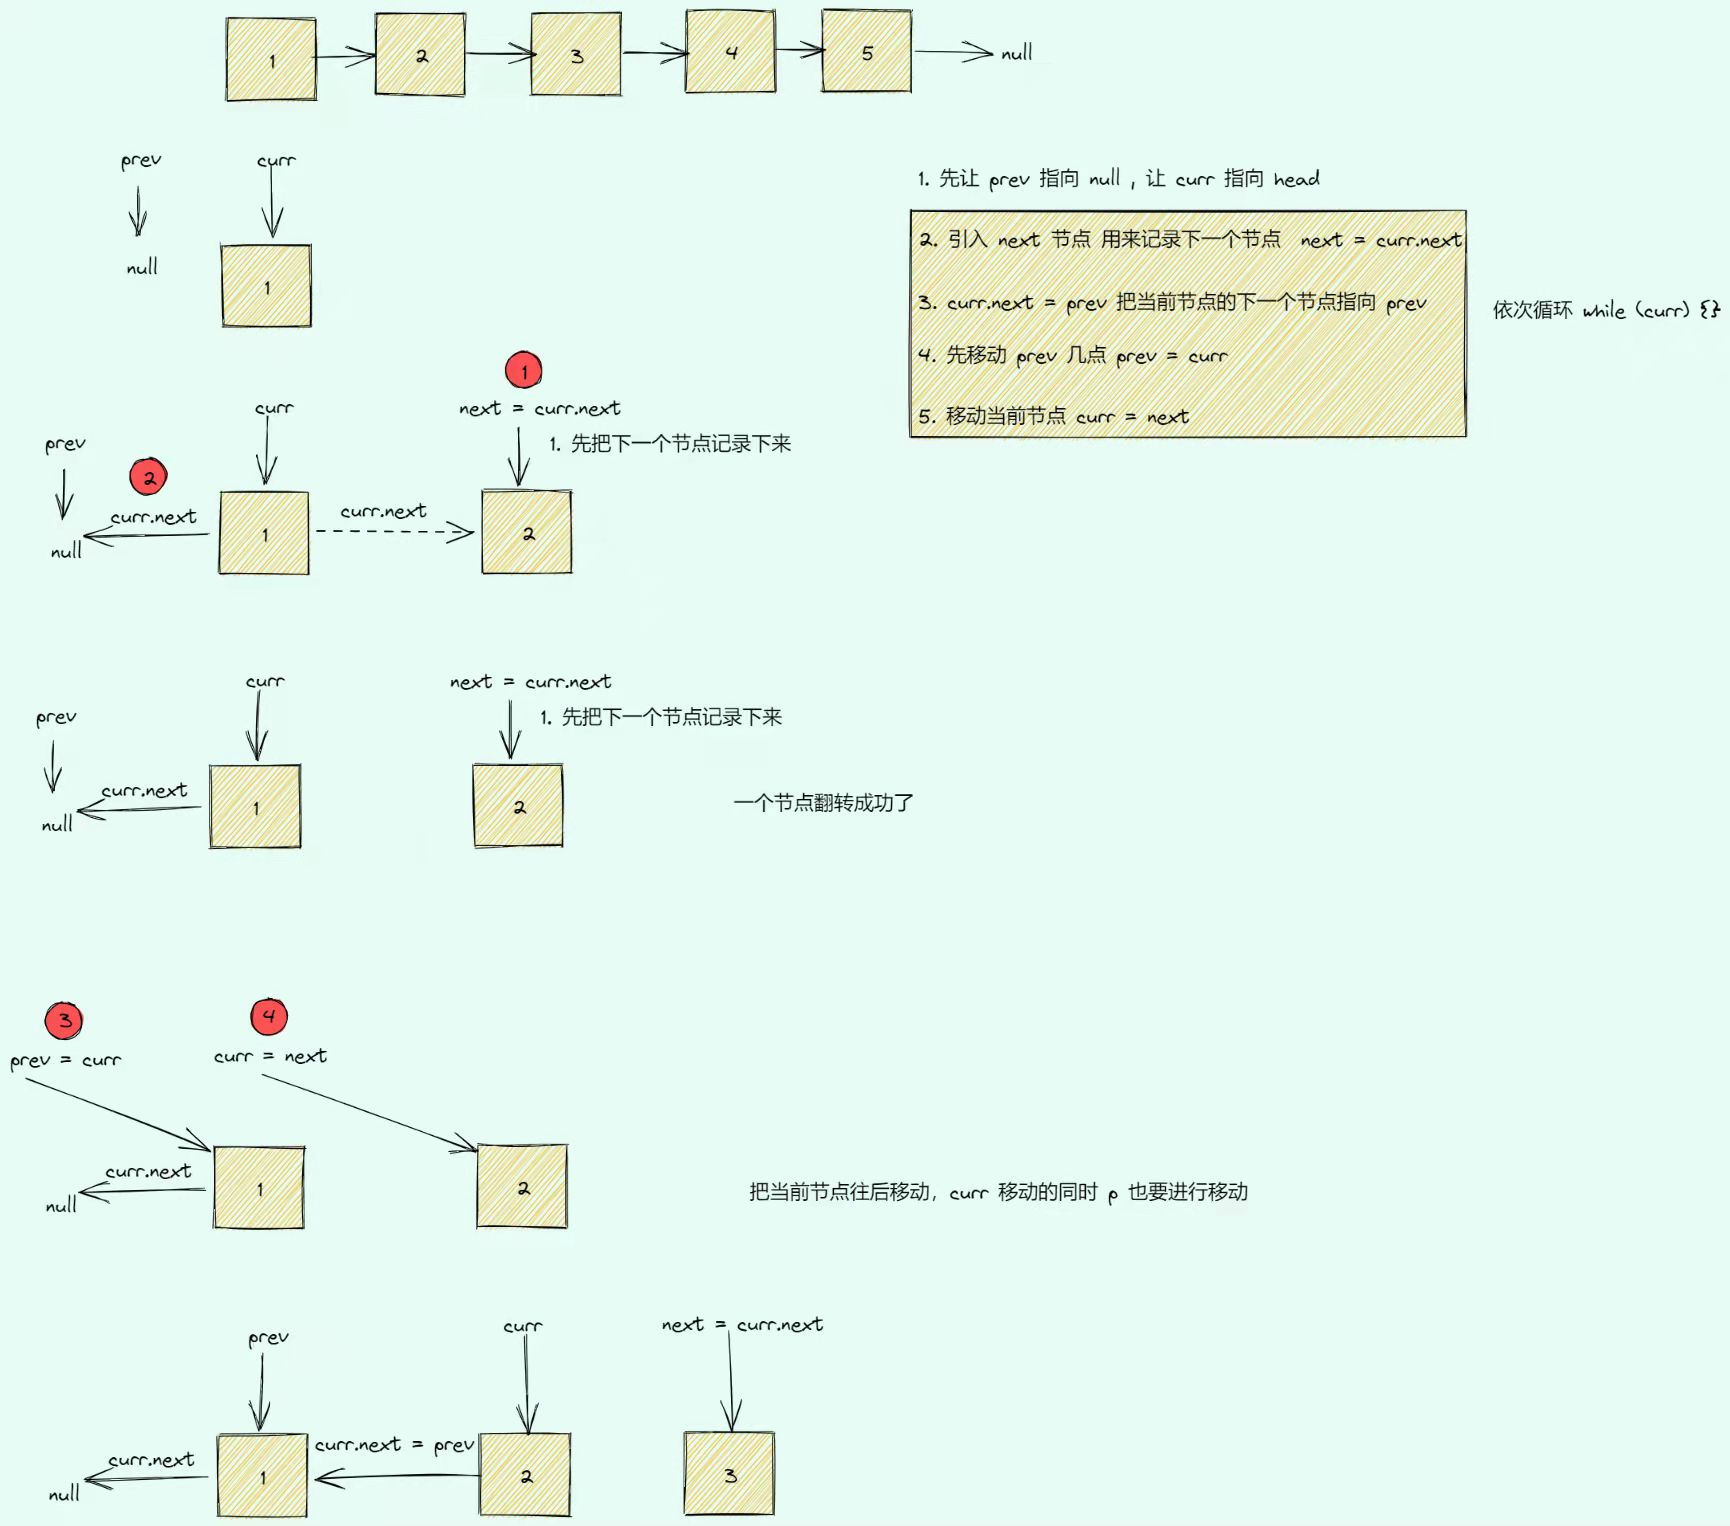 1
2
3
4
5
null
prev
curr
null
1
1. 先让 prev 指向 null , 让 curr 指向 head
2. 引入 next 节点 用来记录下一个节点 next = curr.next
3. curr.next = prev 把当前节点的下一个节点指向 prev
4. 先移动 prev 几点 prev = curr
5. 移动当前节点 curr = next
依次循环 while (curr) {}
1
curr
next = curr.next
1. 先把下一个节点记录下来
prev
2
curr.next
null
1
curr.next
2
curr
next = curr.next
1. 先把下一个节点记录下来
prev
curr.next
null
1
2
一个节点翻转成功了
3
4
prev = curr
curr = next
curr.next
null
1
2
把当前节点往后移动, curr 移动的同时 p 也要进行移动
prev
curr
next = curr.next
curr.next
null
1
curr.next = prev
2
3